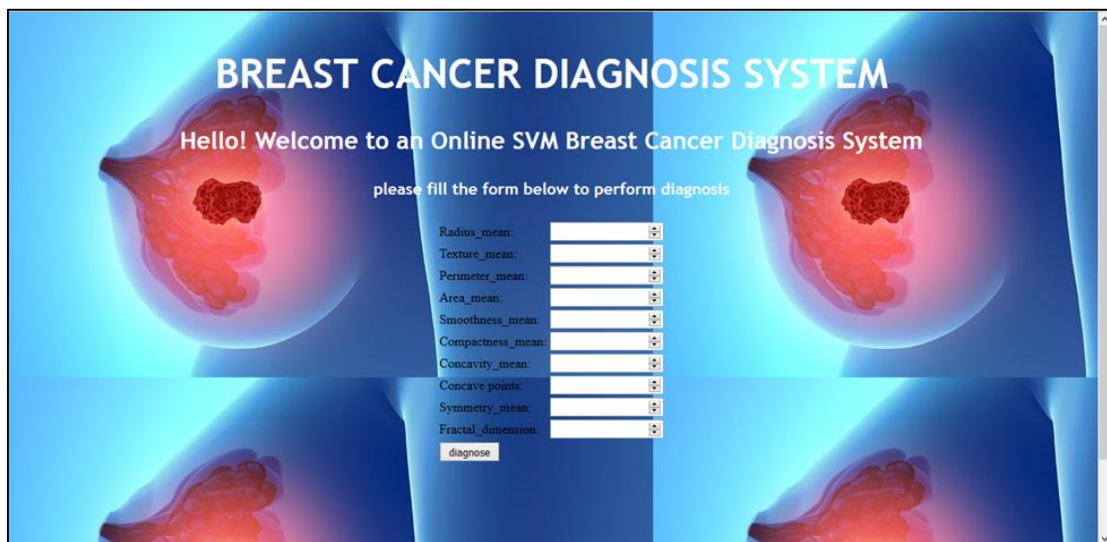 BREAST CANCER DIAGNOSIS SYSTEM
Hello! Welcome to an Online SVM Breast Cancer Diagnosis System
please fill the form below to perform diagnosis
Radius_mean:
Texture_mean:
Perimeter_mean:
Area_mean:
Smoothness_mean:
Compactness_mean:
Concavity_mean:
Concave points:
Symmetry_mean:
Fractal_dimension:
diagnose